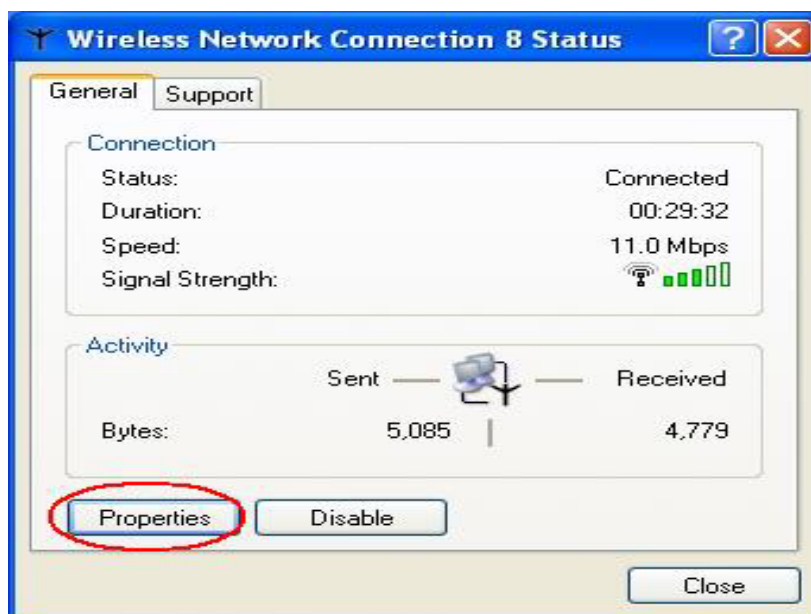 Wireless Network Connection 8 Status
General Support
Connection
Status: Connected
Duration: 00:29:32
Speed: 11.0 Mbps
Signal Strength:
Activity
Sent Received
Bytes: 5,085 4,779
Properties Disable
Close